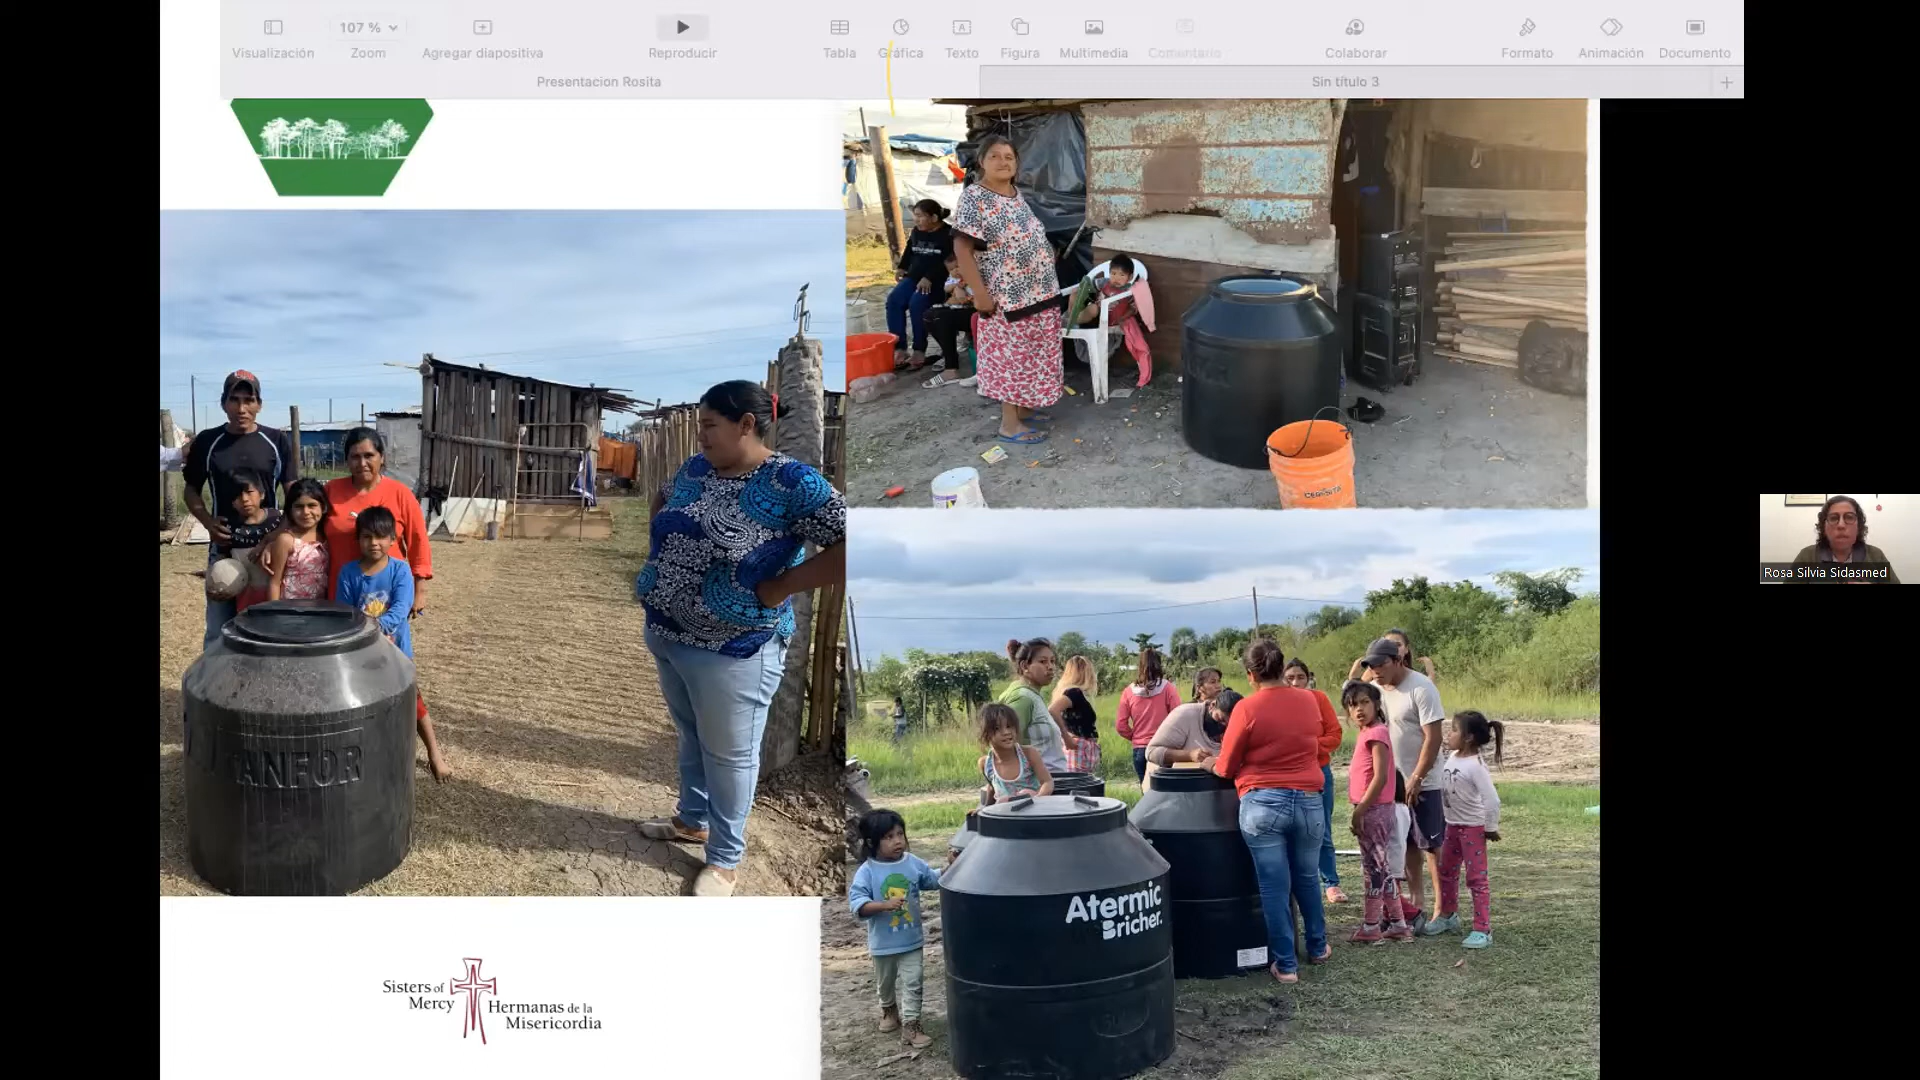 107 %
Visualización Zoom Agregar diapositiva Reproducir Tabla Gráfica Texto Figura Multimedia Comentario Colaborar Formato Animación Documento
Presentacion Rosita Sin título 3
TANFOR
Atermic
Bricher.
Sisters of
Mercy
Hermanas de la
Misericordia
Rosa Silvia Sidasmed